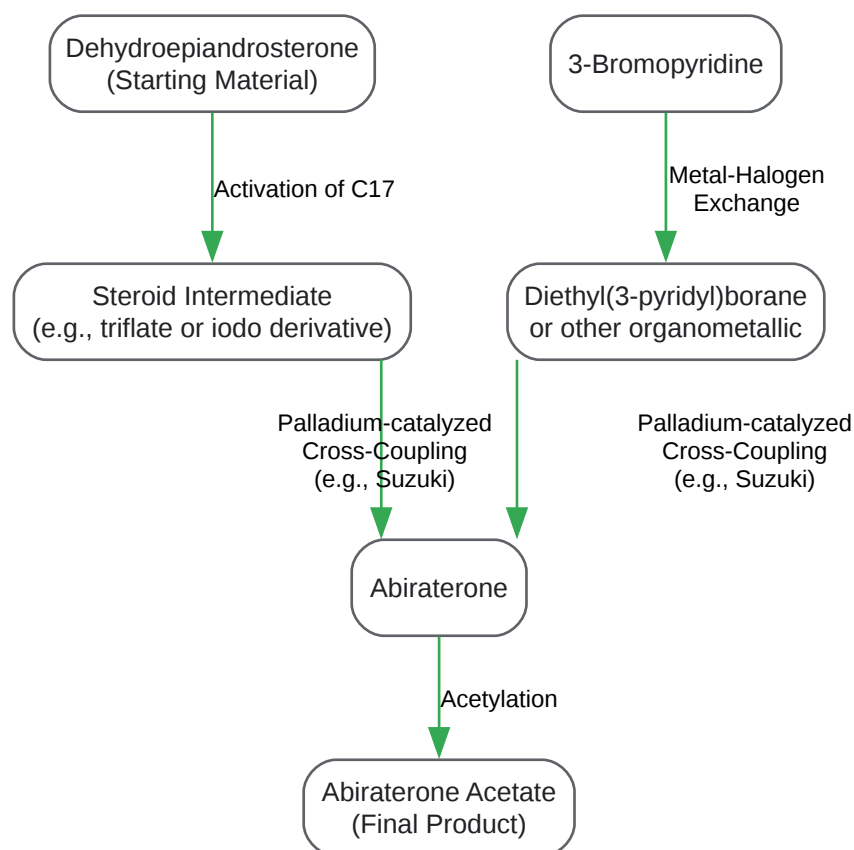 Dehydroepiandrosterone
(Starting Material)
3-Bromopyridine
Activation of C17
Metal-Halogen
Exchange
Steroid Intermediate
(e.g., triflate or iodo derivative)
Diethyl(3-pyridyl)borane
or other organometallic
Palladium-catalyzed
Cross-Coupling
(e.g., Suzuki)
Palladium-catalyzed
Cross-Coupling
(e.g., Suzuki)
Abiraterone
Acetylation
Abiraterone Acetate
(Final Product)